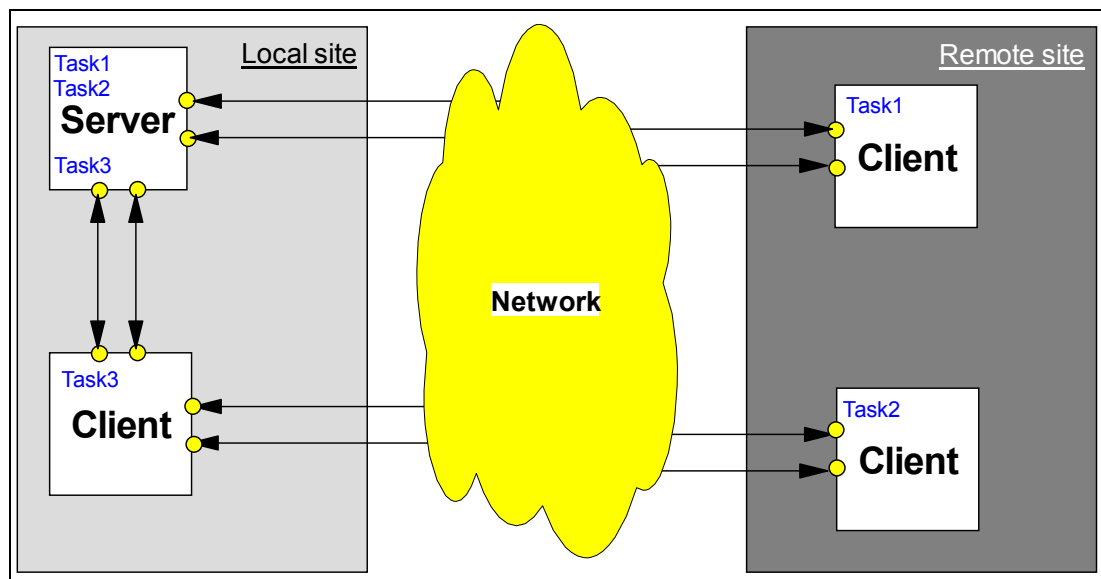 Local site
Task1
Task2
Server
Task3
Task3
Client
Network
Remote site
Task1
Client
Task2
Client